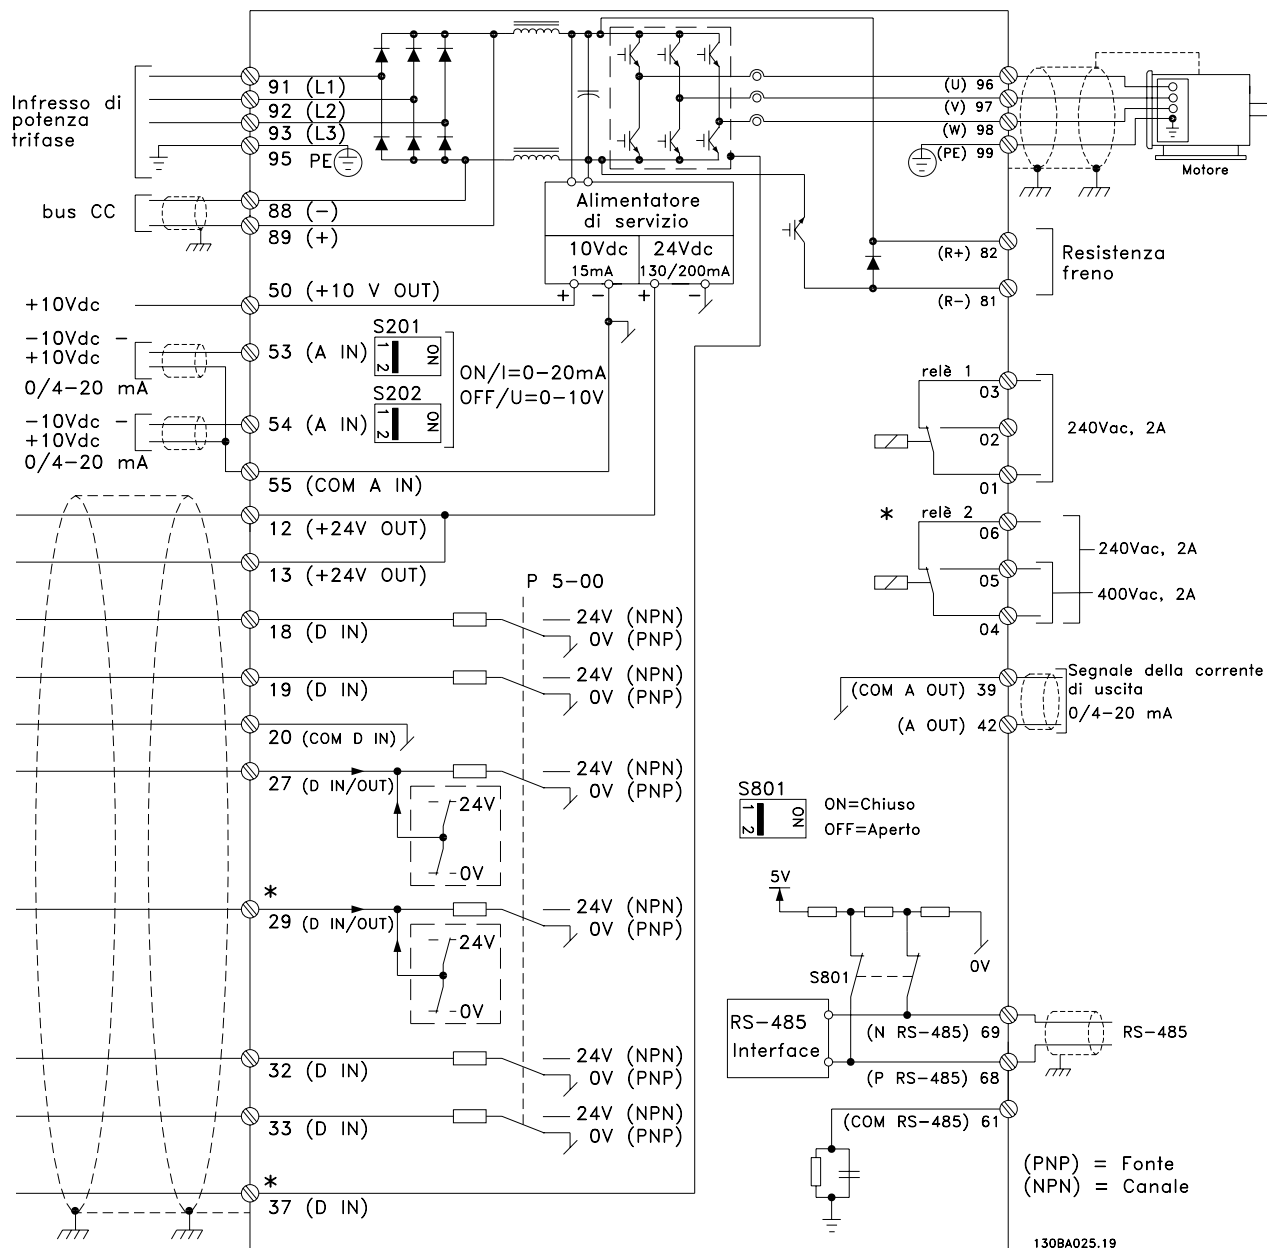 Infresso di
potenza
trifase
91 (L1)
92 (L2)
93 (L3)
95 PE
bus CC
88 (−)
89 (+)
+10Vdc
50 (+10 V OUT)
−10Vdc −
+10Vdc
0/4−20 mA
53 (A IN)
S201
1 2 ON
ON/I=0−20mA
OFF/U=0−10V
−10Vdc −
+10Vdc
0/4−20 mA
54 (A IN)
S202
1 2 ON
55 (COM A IN)
12 (+24V OUT)
13 (+24V OUT)
P 5−00
18 (D IN)
24V (NPN)
0V (PNP)
19 (D IN)
24V (NPN)
0V (PNP)
20 (COM D IN)
27 (D IN/OUT)
24V (NPN)
0V (PNP)
24V
0V
*
29 (D IN/OUT)
24V (NPN)
0V (PNP)
24V
0V
32 (D IN)
24V (NPN)
0V (PNP)
33 (D IN)
24V (NPN)
0V (PNP)
*
37 (D IN)
Alimentatore
di servizio
10Vdc
15mA
24Vdc
130/200mA
+ − + −
(U) 96
(V) 97
(W) 98
(PE) 99
Motore
(R+) 82
(R−) 81
Resistenza
freno
relè 1
03
02
01
240Vac, 2A
* relè 2
06
05
04
240Vac, 2A
400Vac, 2A
(COM A OUT) 39
(A OUT) 42
Segnale della corrente
di uscita
0/4−20 mA
S801
1 2 ON
ON=Chiuso
OFF=Aperto
5V
0V
S801
RS−485
Interface
(N RS−485) 69
(P RS−485) 68
RS−485
(COM RS−485) 61
(PNP) = Fonte
(NPN) = Canale
130BA025.19